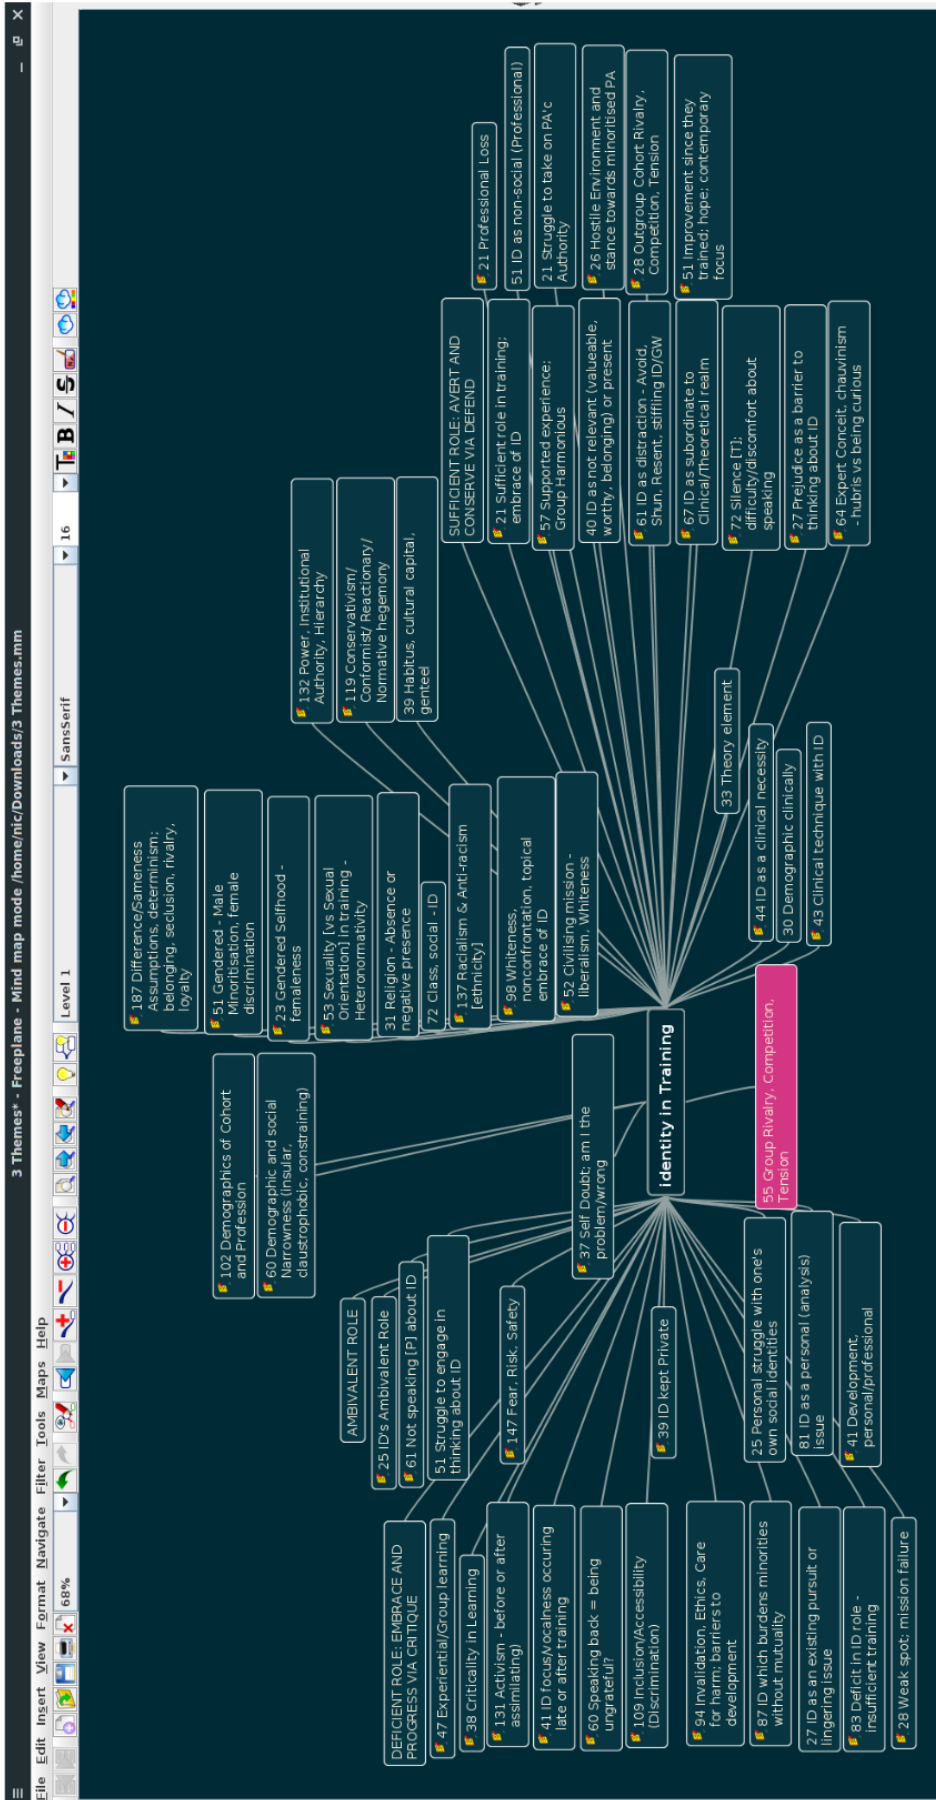 3 Themes* - Freeplane - Mind map mode /home/nic/Downloads/3 Themes.mm
File Edit Insert View Format Navigate Filter Tools Maps Help
68%
Level 1
SansSerif
16
B I S
187 Difference/Sameness
Assumptions, determinism;
belonging, seclusion, rivalry,
loyalty
51 Gendered - Male
Minoritisation, female
discrimination
23 Gendered Selfhood -
femaleness
53 Sexuality [vs Sexual
Orientation] in training -
Heteronormativity
31 Religion - Absence or
negative presence
72 Class, social - ID
137 Racialism & Anti-racism
[ethnicity]
98 Whiteness,
nonconfrontation, topical
embrace of ID
52 Civilising mission -
liberalism, Whiteness
132 Power, Institutional
Authority, Hierarchy
119 Conservativism/
Conformist/ Reactionary/
Normative hegemony
39 Habitus, cultural capital,
genteel
102 Demographics of Cohort
and Profession
60 Demographic and social
Narrowness (insular,
claustrophobic, constraining)
AMBIVALENT ROLE
25 ID's Ambivalent Role
61 Not speaking [P] about ID
51 Struggle to engage in
thinking about ID
147 Fear, Risk, Safety
37 Self Doubt; am I the
problem/wrong
39 ID kept Private
identity in Training
DEFICIENT ROLE: EMBRACE AND
PROGRESS VIA CRITIQUE
47 Experiential/Group learning
38 Criticality in Learning
131 Activism - before or after
assimilating)
41 ID focus/vocalness occuring
late or after training
60 Speaking back = being
ungrateful?
109 Inclusion/Accessibility
(Discrimination)
94 Invalidation, Ethics, Care
for harm; barriers to
development
87 ID which burdens minorities
without mutuality
27 ID as an existing pursuit or
lingering issue
83 Deficit in ID role -
insufficient training
28 Weak spot; mission failure
25 Personal struggle with one's
own social identities
81 ID as a personal (analysis)
issue
41 Development,
personal/professional
55 Group Rivalry, Competition,
Tension
SUFFICIENT ROLE: AVERT AND
CONSERVE VIA DEFEND
21 Sufficient role in training;
embrace of ID
57 Supported experience;
Group Harmonious
40 ID as not relevant (valueable,
worthy, belonging) or present
61 ID as distraction - Avoid,
Shun, Resent, stiffling ID/GW
67 ID as subordinate to
Clinical/Theoretical realm
72 Silence [T];
difficulty/discomfort about
speaking
27 Prejudice as a barrier to
thinking about ID
64 Expert Conceit, chauvinism
- hubris vs being curious
21 Professional Loss
51 ID as non-social (Professional)
21 Struggle to take on PA'c
Authority
26 Hostile Environment and
stance towards minoritised PA
28 Outgroup Cohort Rivalry,
Competition, Tension
51 Improvement since they
trained; hope; contemporary
focus
33 Theory element
44 ID as a clinical necessity
30 Demographic clinically
43 Clinical technique with ID